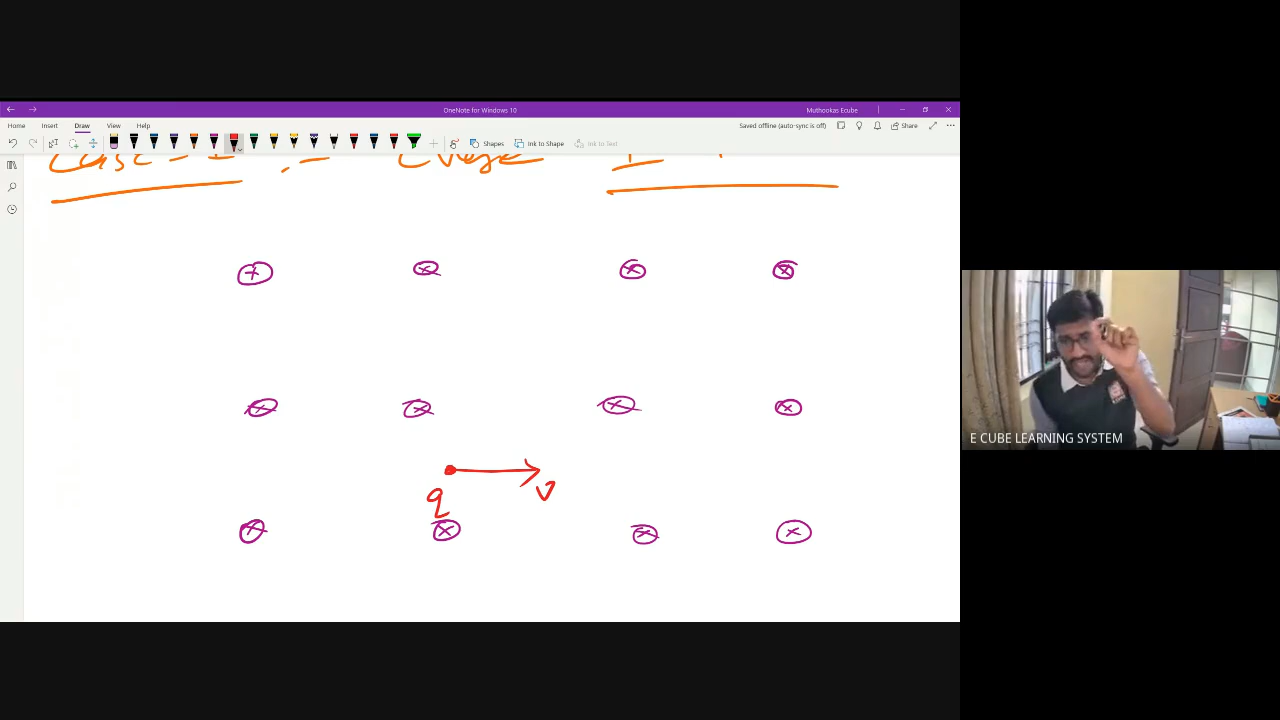 OneNote for Windows 10
Muthookas Ecube
Home Insert Draw View Help
Saved offline (auto-sync is off)
Share
Shapes
Ink to Shape
Ink to Text
q
v
E CUBE LEARNING SYSTEM